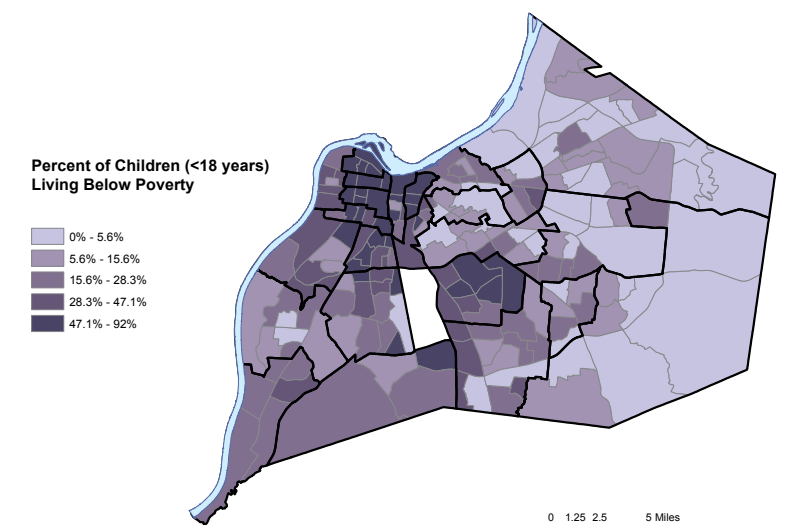 Percent of Children (<18 years)
Living Below Poverty
0% - 5.6%
5.6% - 15.6%
15.6% - 28.3%
28.3% - 47.1%
47.1% - 92%
0 1.25 2.5 5 Miles